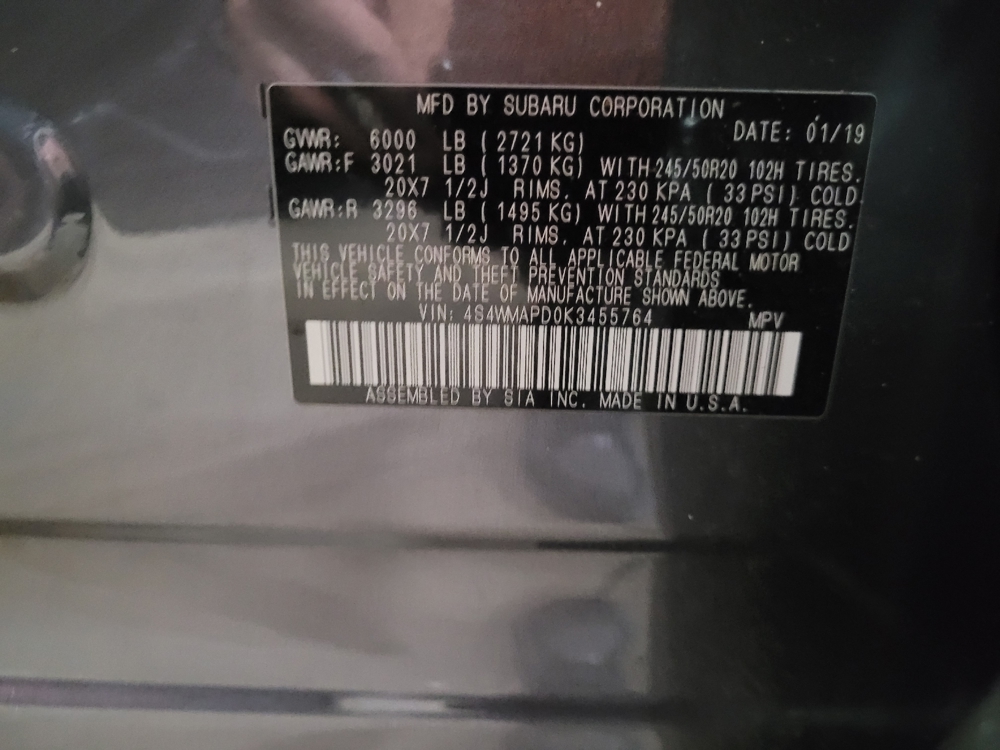 MFD BY SUBARU CORPORATION
DATE: 01/19
GVWR: 6000 LB ( 2721 KG)
GAWR:F 3021 LB ( 1370 KG) WITH 245/50R20 102H TIRES.
20X7 1/2J RIMS. AT 230 KPA ( 33 PSI) COLD
GAWR:R 3296 LB ( 1495 KG) WITH 245/50R20 102H TIRES.
20X7 1/2J RIMS. AT 230 KPA ( 33 PSI) COLD
THIS VEHICLE CONFORMS TO ALL APPLICABLE FEDERAL MOTOR
VEHICLE SAFETY AND THEFT PREVENTION STANDARDS
IN EFFECT ON THE DATE OF MANUFACTURE SHOWN ABOVE.
VIN: 4S4WMAPD0K3455764 MPV
ASSEMBLED BY SIA INC. MADE IN U.S.A.